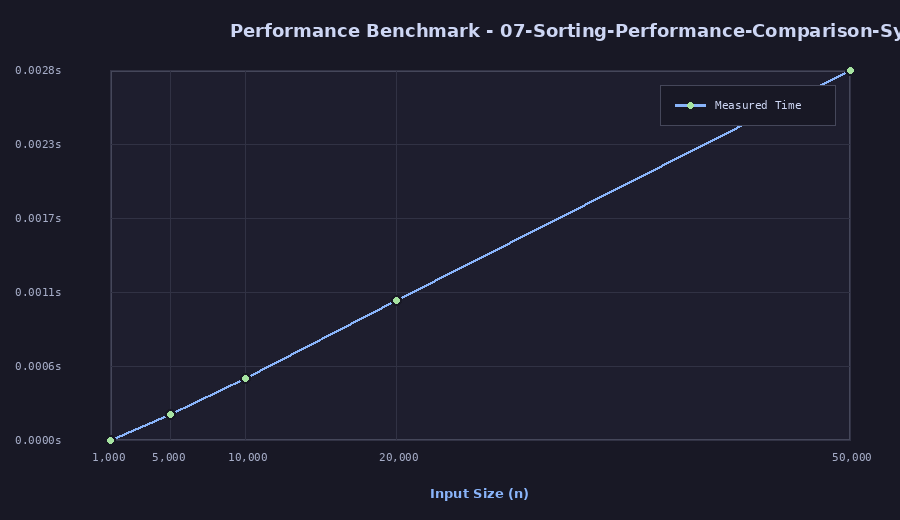 Performance Benchmark - 07-Sorting-Performance-Comparison-Sy
0.0028s
Measured Time
0.0023s
0.0017s
0.0011s
0.0006s
0.0000s
1,000 5,000 10,000 20,000 50,000
Input Size (n)